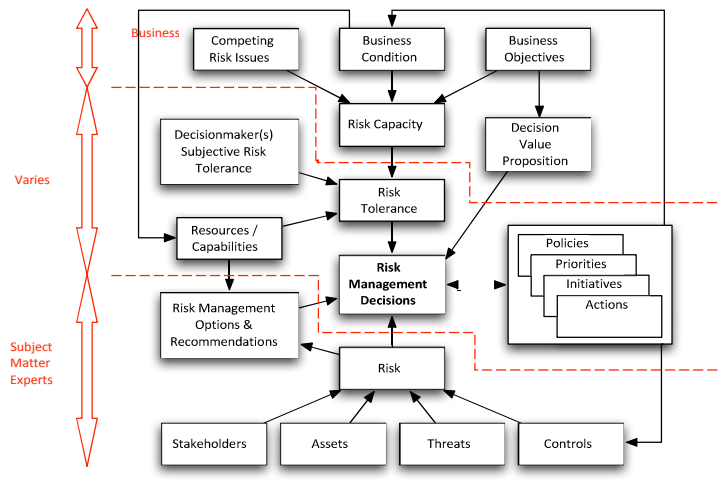 Business
Competing
Risk Issues
Business
Condition
Business
Objectives
Risk Capacity
Decisionmaker(s)
Subjective Risk
Tolerance
Decision
Value
Proposition
Varies
Risk
Tolerance
Resources /
Capabilities
Policies
Priorities
Initiatives
Actions
Risk
Management
Decisions
Risk Management
Options &
Recommendations
Subject
Matter
Experts
Risk
Stakeholders
Assets
Threats
Controls